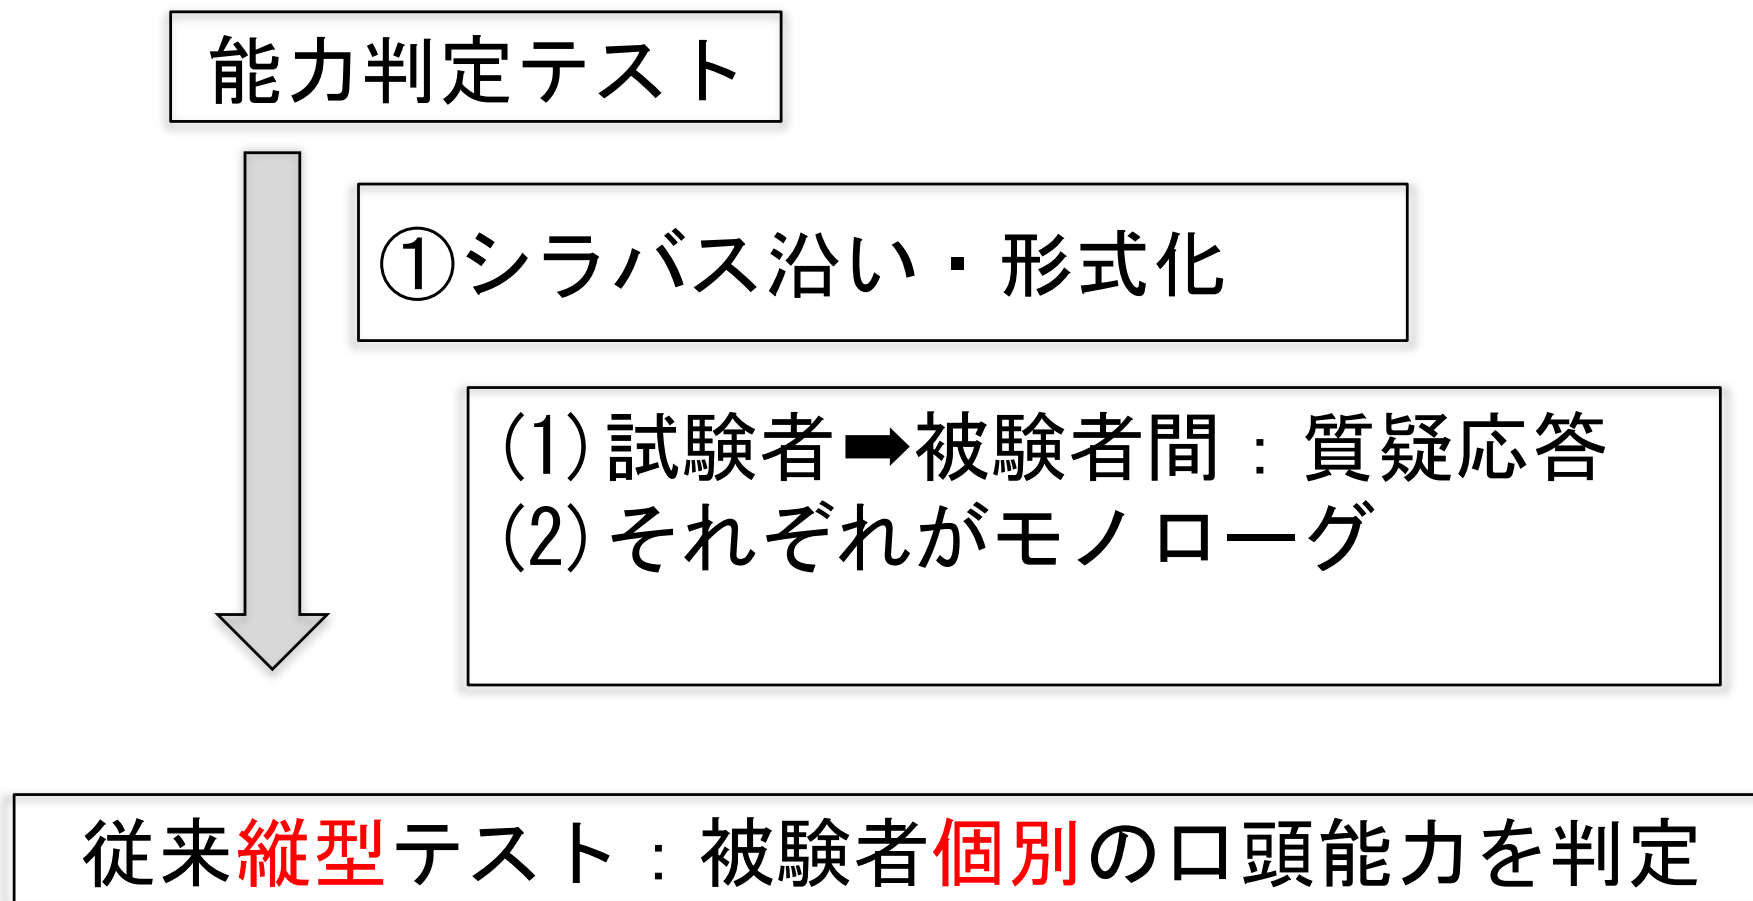 能力判定テスト
①シラバス沿い・形式化
(1)試験者➡被験者間：質疑応答
(2)それぞれがモノローグ
従来縦型テスト：被験者個別の口頭能力を判定